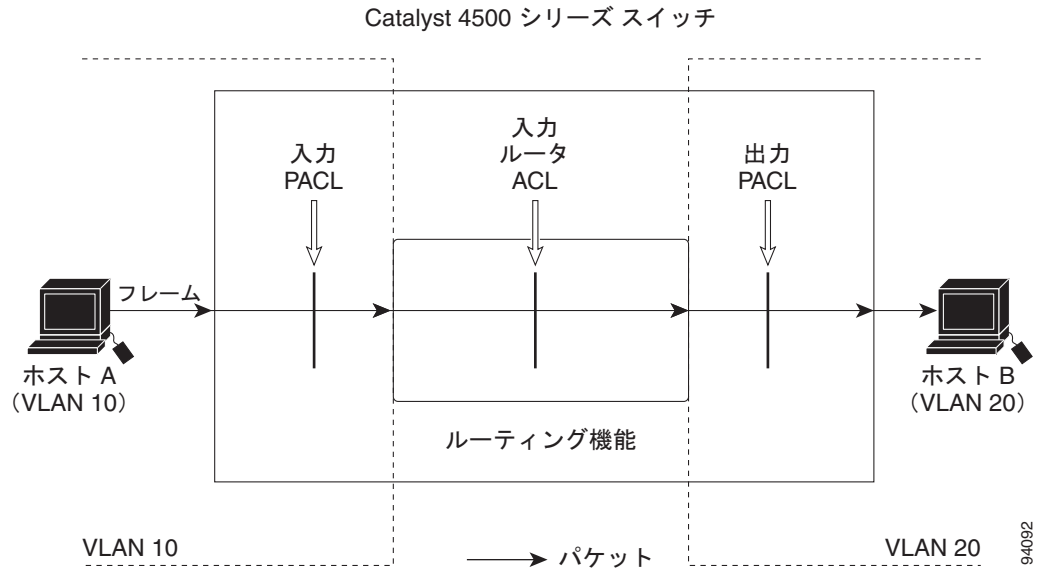 Catalyst 4500 シリーズ スイッチ
入力
PACL
入力
ルータ
ACL
出力
PACL
フレーム
ホスト A
（VLAN 10）
ホスト B
（VLAN 20）
ルーティング機能
VLAN 10
パケット
VLAN 20
94092